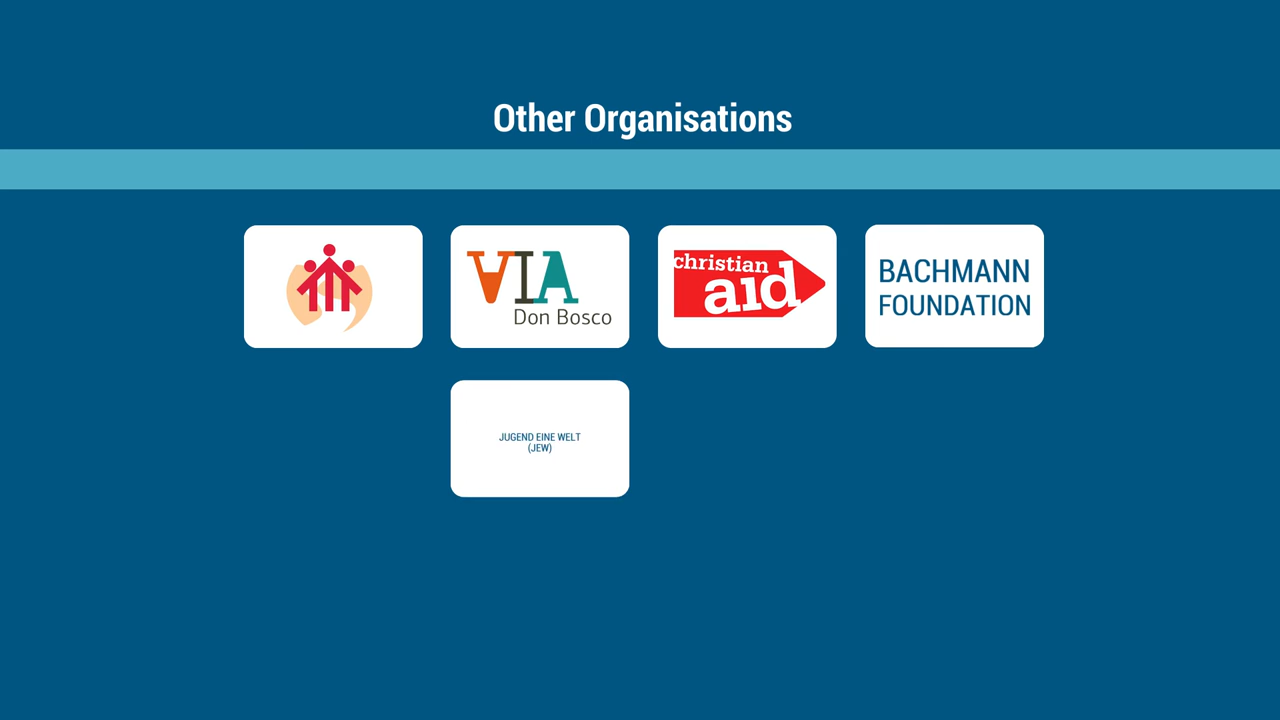 Other Organisations
VIA
Don Bosco
christian
aid
BACHMANN
FOUNDATION
JUGEND EINE WELT
(JEW)